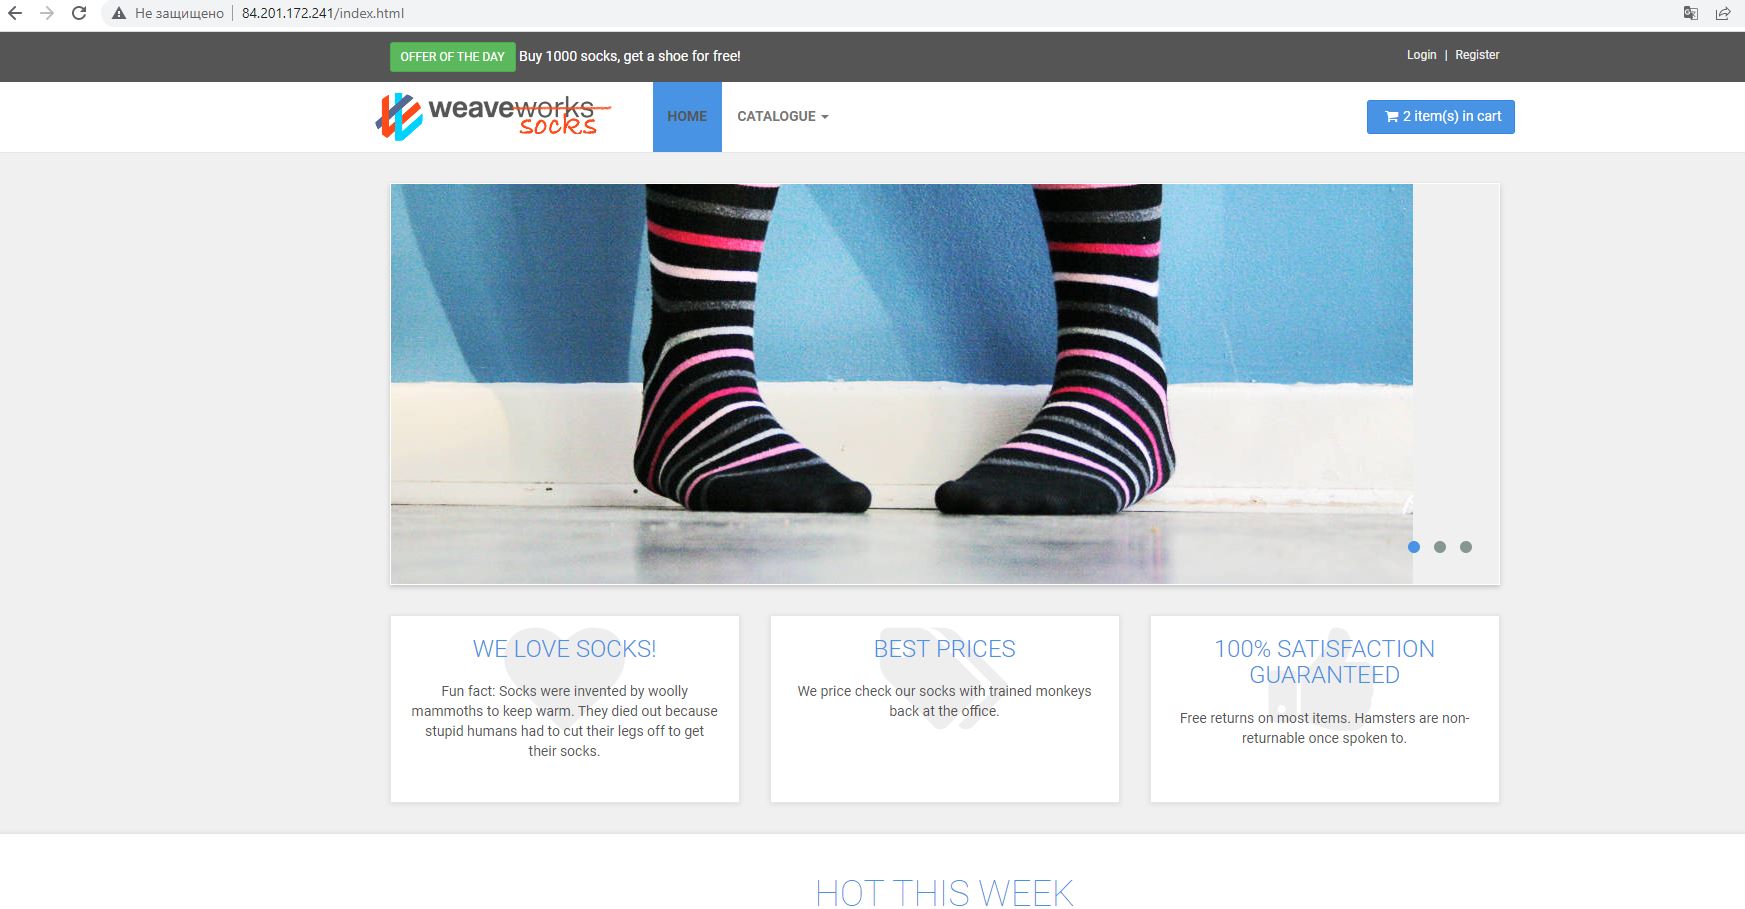 Не защищено | 84.201.172.241/index.html
OFFER OF THE DAY Buy 1000 socks, get a shoe for free!
Login | Register
weaveworks
socks
HOME
CATALOGUE
2 item(s) in cart
WE LOVE SOCKS!
Fun fact: Socks were invented by woolly
mammoths to keep warm. They died out because
stupid humans had to cut their legs off to get
their socks.
BEST PRICES
We price check our socks with trained monkeys
back at the office.
100% SATISFACTION
GUARANTEED
Free returns on most items. Hamsters are non-
returnable once spoken to.
HOT THIS WEEK